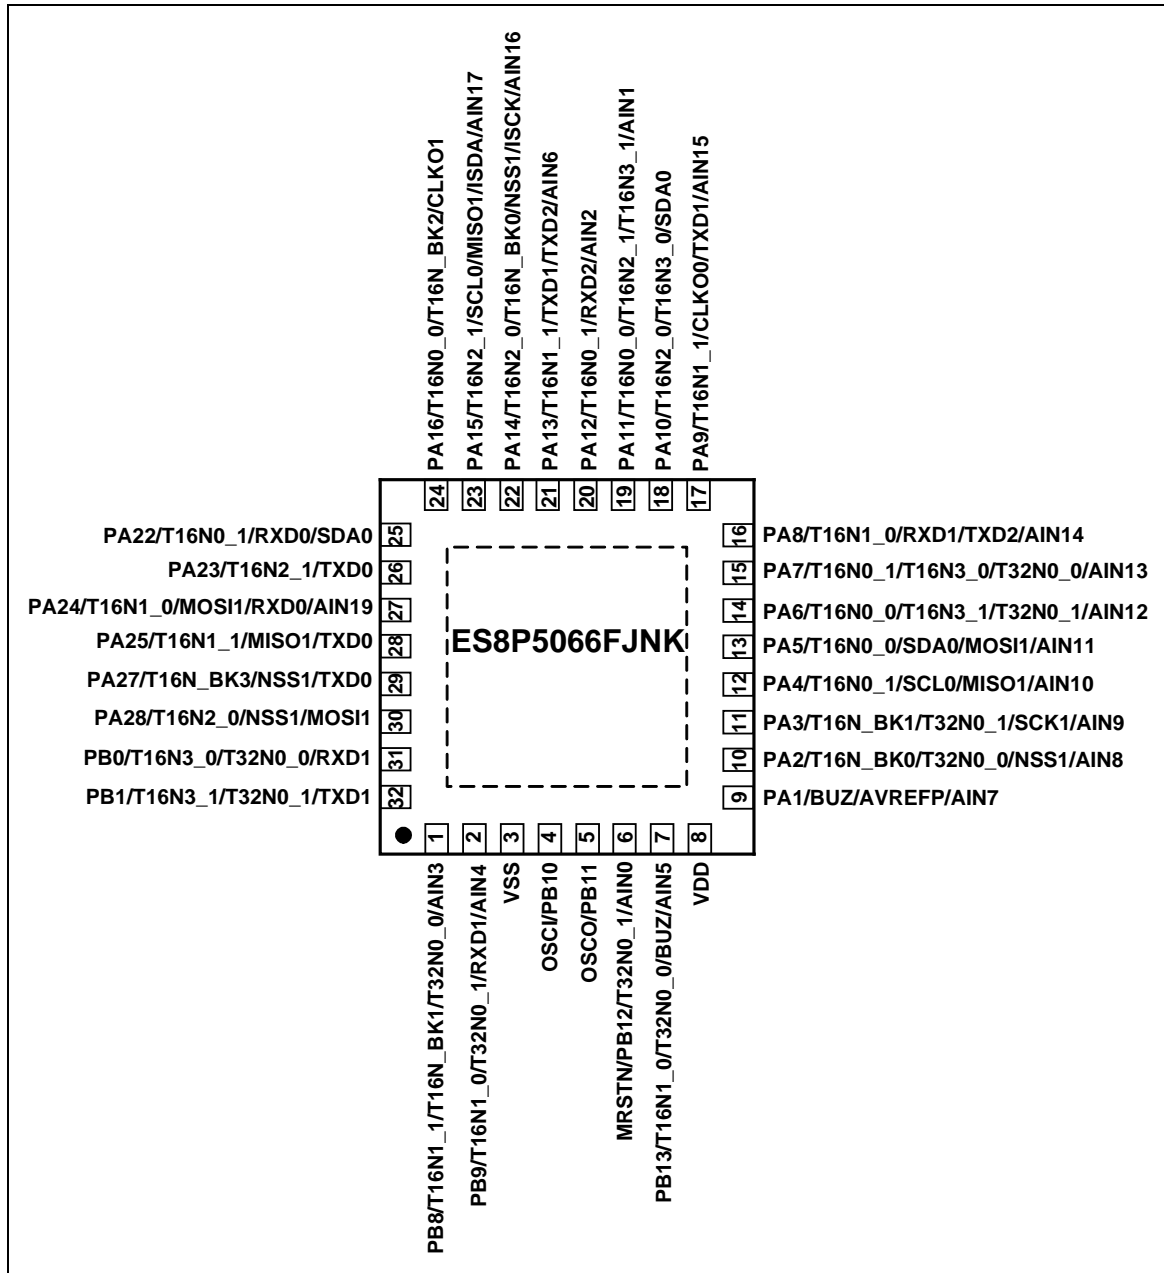 PA16/T16N0_0/T16N_BK2/CLKO1
PA15/T16N2_1/SCL0/MISO1/ISDA/AIN17
PA14/T16N2_0/T16N_BK0/NSS1/ISCK/AIN16
PA13/T16N1_1/TXD1/TXD2/AIN6
PA12/T16N0_1/RXD2/AIN2
PA11/T16N0_0/T16N2_1/T16N3_1/AIN1
PA10/T16N2_0/T16N3_0/SDA0
PA9/T16N1_1/CLKO0/TXD1/AIN15
24
23
22
21
20
19
18
17
PA22/T16N0_1/RXD0/SDA0
25
PA23/T16N2_1/TXD0
26
PA24/T16N1_0/MOSI1/RXD0/AIN19
27
PA25/T16N1_1/MISO1/TXD0
28
PA27/T16N_BK3/NSS1/TXD0
29
PA28/T16N2_0/NSS1/MOSI1
30
PB0/T16N3_0/T32N0_0/RXD1
31
PB1/T16N3_1/T32N0_1/TXD1
32
ES8P5066FJNK
16
PA8/T16N1_0/RXD1/TXD2/AIN14
15
PA7/T16N0_1/T16N3_0/T32N0_0/AIN13
14
PA6/T16N0_0/T16N3_1/T32N0_1/AIN12
13
PA5/T16N0_0/SDA0/MOSI1/AIN11
12
PA4/T16N0_1/SCL0/MISO1/AIN10
11
PA3/T16N_BK1/T32N0_1/SCK1/AIN9
10
PA2/T16N_BK0/T32N0_0/NSS1/AIN8
9
PA1/BUZ/AVREFP/AIN7
1
2
3
4
5
6
7
8
PB8/T16N1_1/T16N_BK1/T32N0_0/AIN3
PB9/T16N1_0/T32N0_1/RXD1/AIN4
VSS
OSCI/PB10
OSCO/PB11
MRSTN/PB12/T32N0_1/AIN0
PB13/T16N1_0/T32N0_0/BUZ/AIN5
VDD